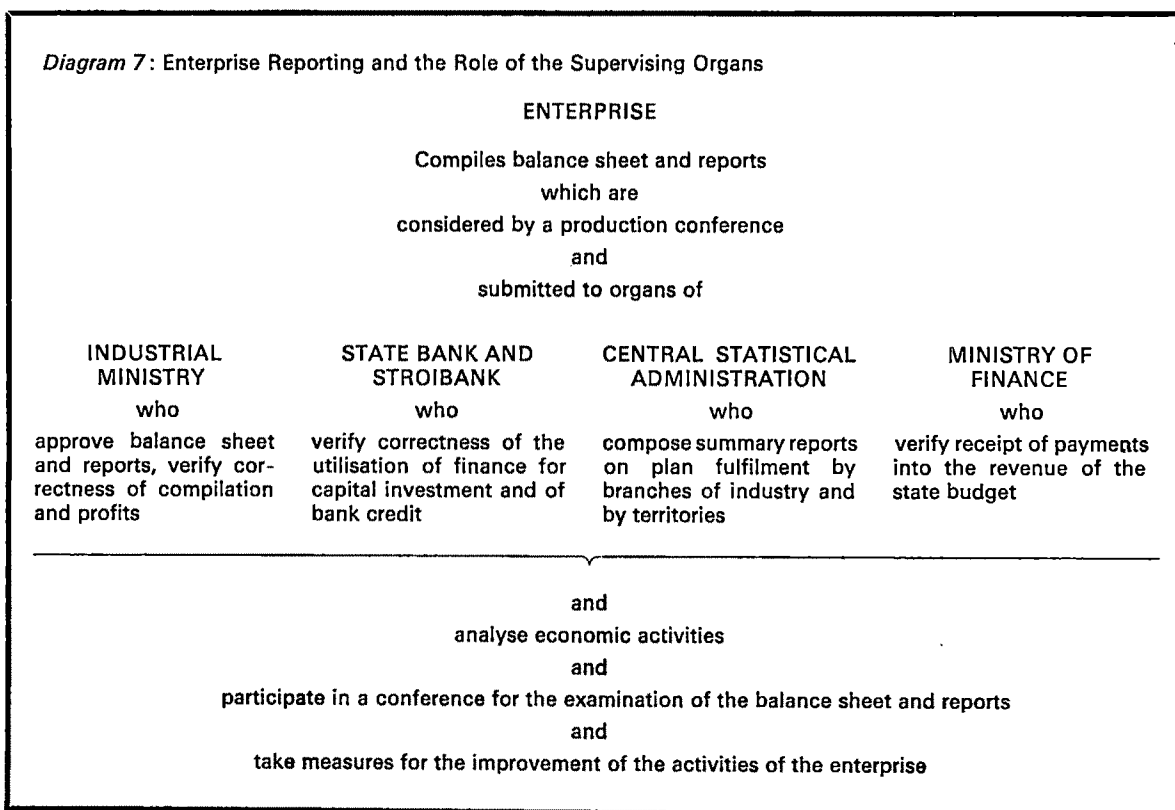 Diagram 7: Enterprise Reporting and the Role of the Supervising Organs
ENTERPRISE
Compiles balance sheet and reports
which are
considered by a production conference
and
submitted to organs of
INDUSTRIAL
MINISTRY
who
approve balance sheet
and reports, verify cor-
rectness of compilation
and profits
STATE BANK AND
STROIBANK
who
verify correctness of the
utilisation of finance for
capital investment and of
bank credit
CENTRAL STATISTICAL
ADMINISTRATION
who
compose summary reports
on plan fulfilment by
branches of industry and
by territories
MINISTRY OF
FINANCE
who
verify receipt of payments
into the revenue of the
state budget
and
analyse economic activities
and
participate in a conference for the examination of the balance sheet and reports
and
take measures for the improvement of the activities of the enterprise